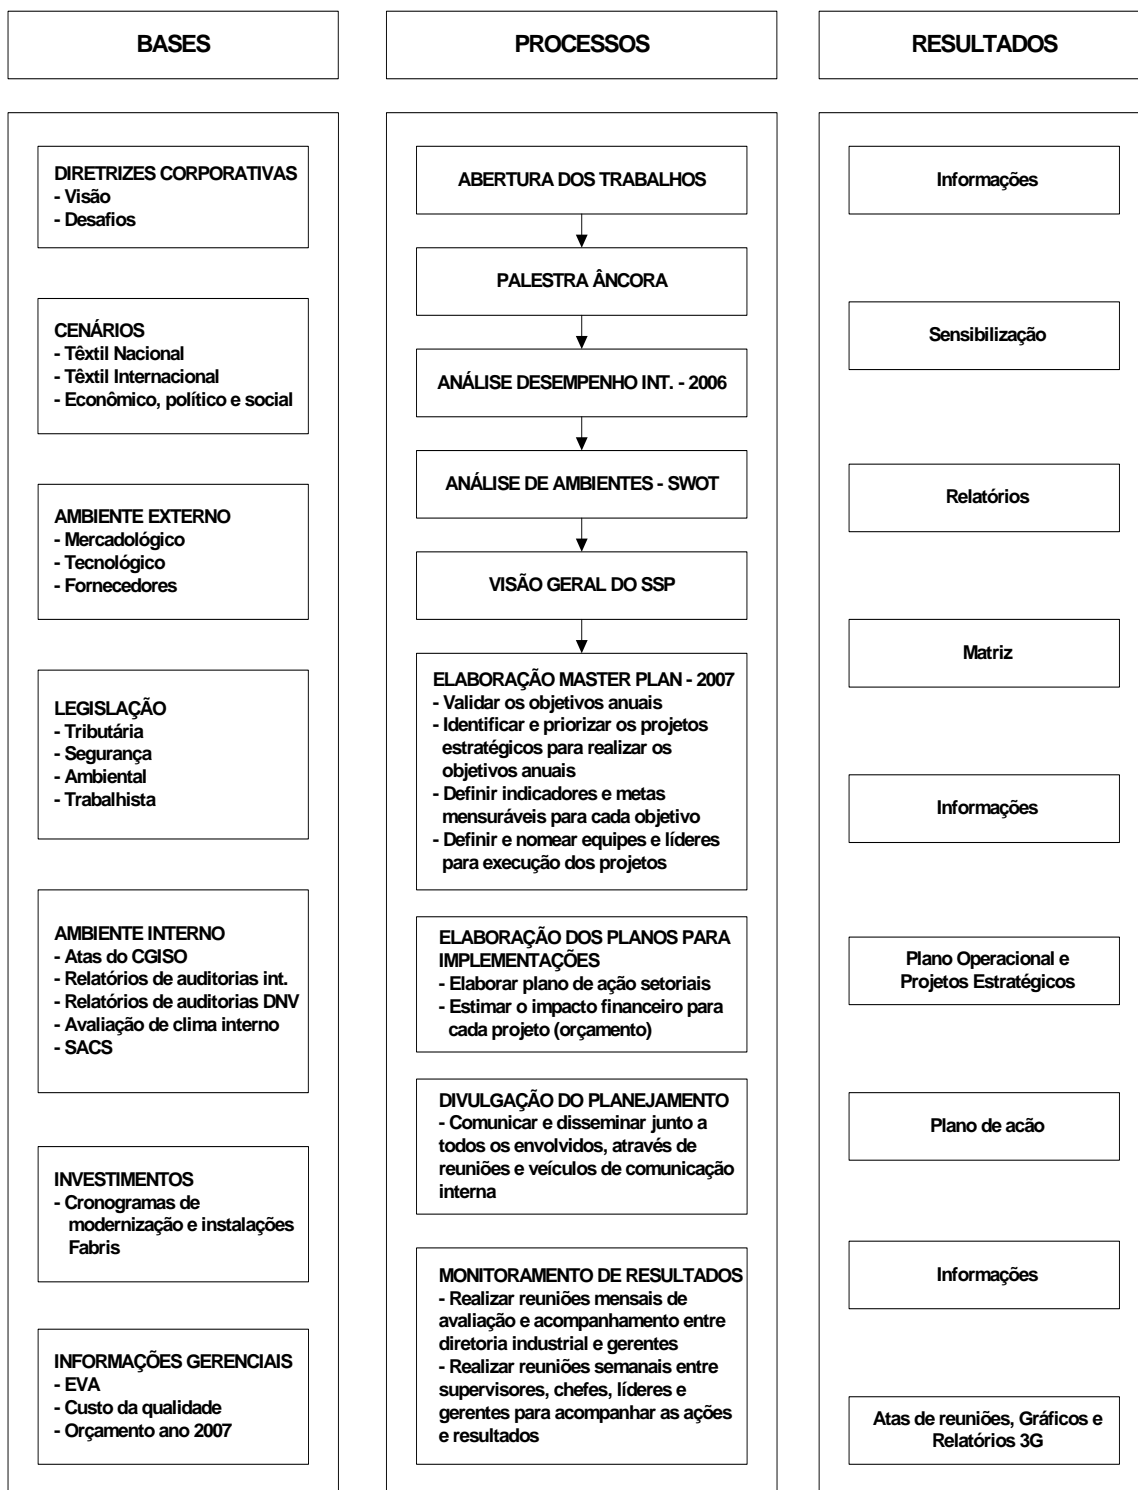 BASES
PROCESSOS
RESULTADOS
DIRETRIZES CORPORATIVAS
- Visão
- Desafios
CENÁRIOS
- Têxtil Nacional
- Têxtil Internacional
- Econômico, político e social
AMBIENTE EXTERNO
- Mercadológico
- Tecnológico
- Fornecedores
LEGISLAÇÃO
- Tributária
- Segurança
- Ambiental
- Trabalhista
AMBIENTE INTERNO
- Atas do CGISO
- Relatórios de auditorias int.
- Relatórios de auditorias DNV
- Avaliação de clima interno
- SACS
INVESTIMENTOS
- Cronogramas de
modernização e instalações
Fabris
INFORMAÇÕES GERENCIAIS
- EVA
- Custo da qualidade
- Orçamento ano 2007
ABERTURA DOS TRABALHOS
PALESTRA ÂNCORA
ANÁLISE DESEMPENHO INT. - 2006
ANÁLISE DE AMBIENTES - SWOT
VISÃO GERAL DO SSP
ELABORAÇÃO MASTER PLAN - 2007
- Validar os objetivos anuais
- Identificar e priorizar os projetos
estratégicos para realizar os
objetivos anuais
- Definir indicadores e metas
mensuráveis para cada objetivo
- Definir e nomear equipes e líderes
para execução dos projetos
ELABORAÇÃO DOS PLANOS PARA
IMPLEMENTAÇÕES
- Elaborar plano de ação setoriais
- Estimar o impacto financeiro para
cada projeto (orçamento)
DIVULGAÇÃO DO PLANEJAMENTO
- Comunicar e disseminar junto a
todos os envolvidos, através de
reuniões e veículos de comunicação
interna
MONITORAMENTO DE RESULTADOS
- Realizar reuniões mensais de
avaliação e acompanhamento entre
diretoria industrial e gerentes
- Realizar reuniões semanais entre
supervisores, chefes, líderes e
gerentes para acompanhar as ações
e resultados
Informações
Sensibilização
Relatórios
Matriz
Informações
Plano Operacional e
Projetos Estratégicos
Plano de acão
Informações
Atas de reuniões, Gráficos e
Relatórios 3G